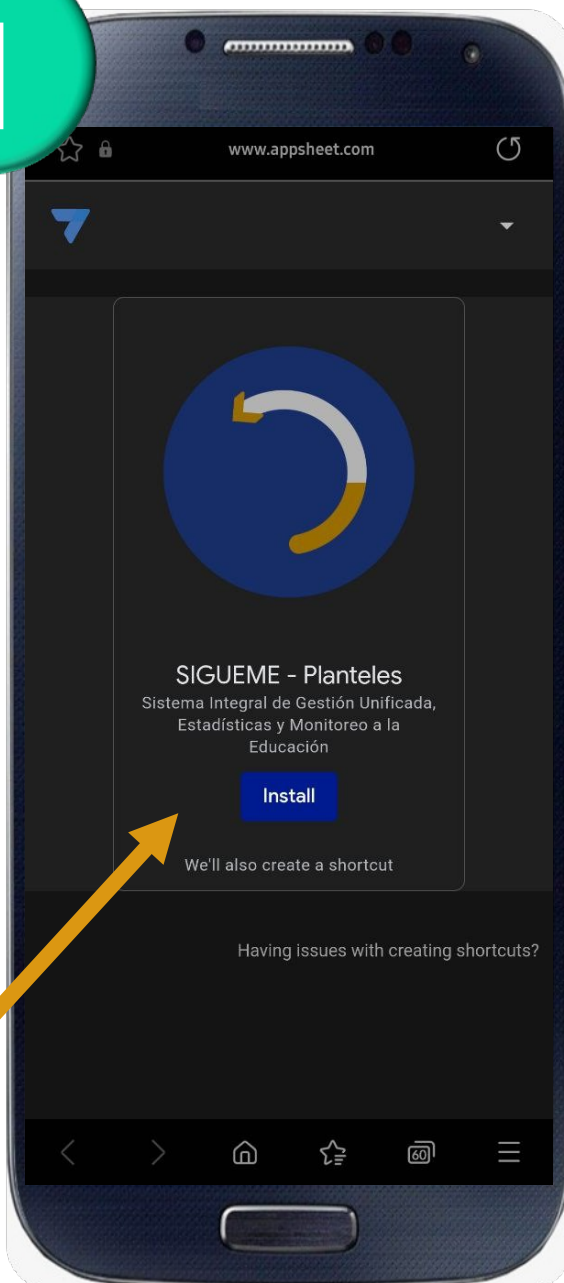 www.appsheet.com
SIGUEME - Planteles
Sistema Integral de Gestión Unificada,
Estadísticas y Monitoreo a la
Educación
Install
We'll also create a shortcut
Having issues with creating shortcuts?
60